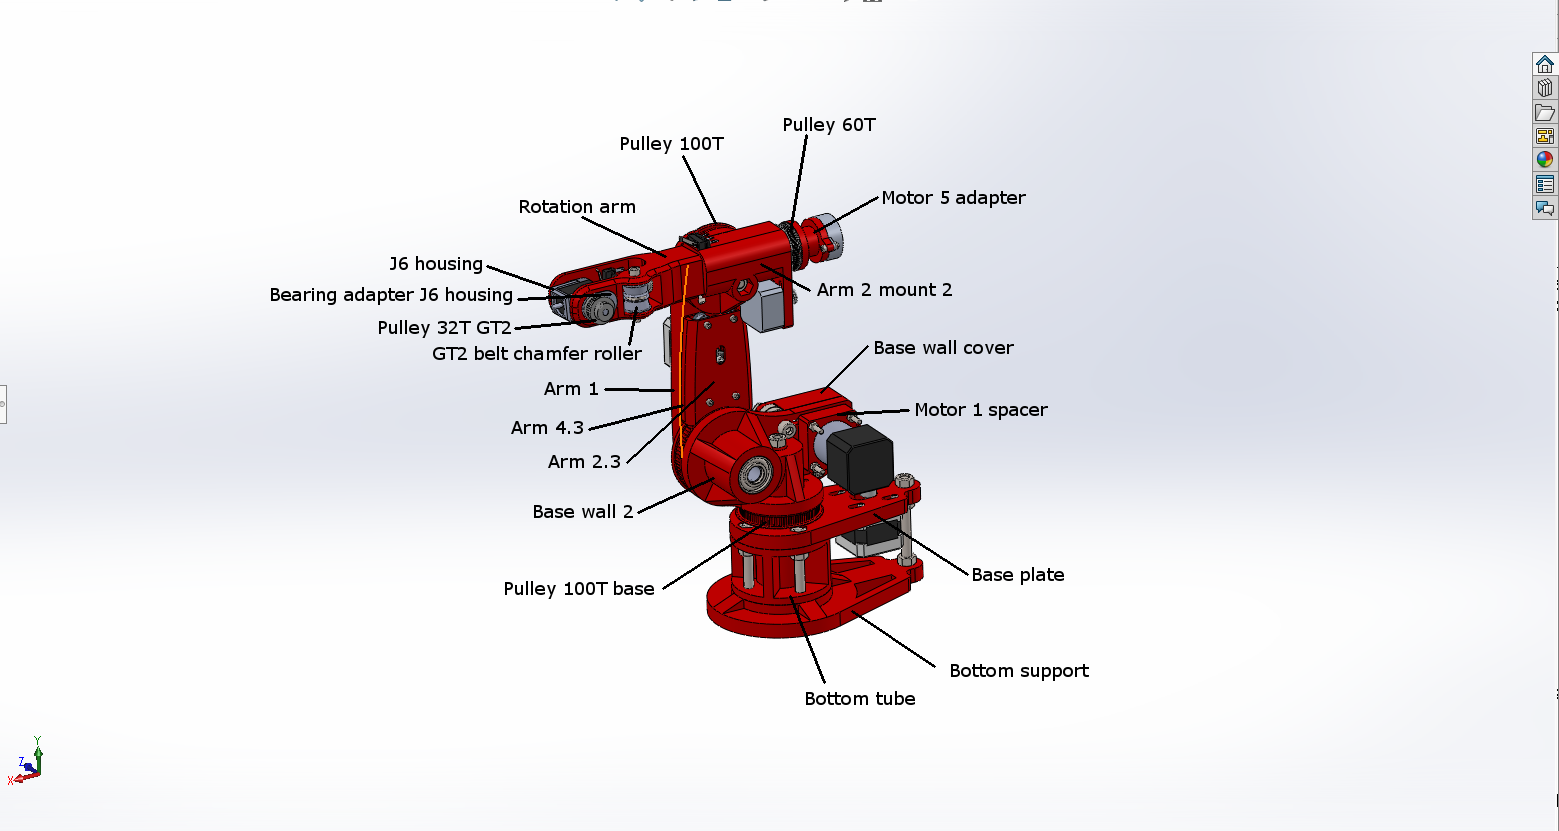 Pulley 60T
Pulley 100T
Motor 5 adapter
Rotation arm
J6 housing
Arm 2 mount 2
Bearing adapter J6 housing
Pulley 32T GT2
Base wall cover
GT2 belt chamfer roller
Arm 1
Motor 1 spacer
Arm 4.3
Arm 2.3
Base wall 2
Base plate
Pulley 100T base
Bottom support
Bottom tube
Y
Z
X